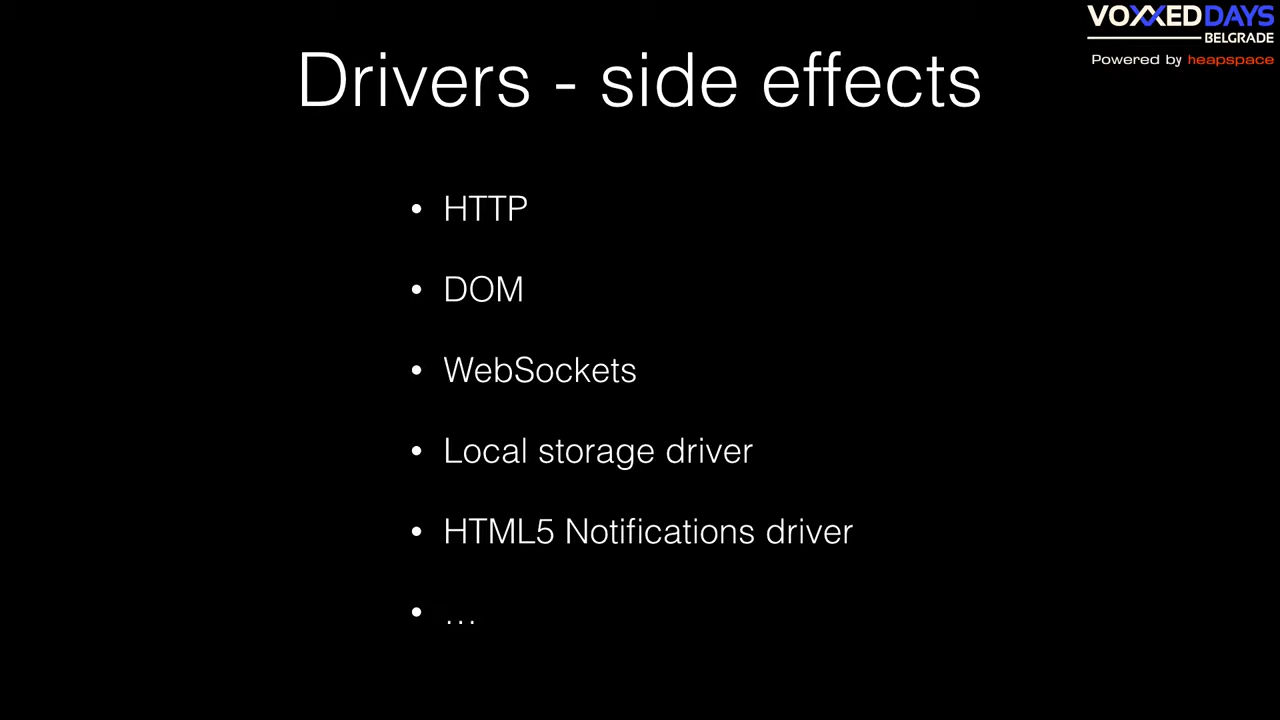 VOXXEDDAYS
BELGRADE
Powered by heapspace
Drivers - side effects
• HTTP
• DOM
• WebSockets
• Local storage driver
• HTML5 Notifications driver
• …